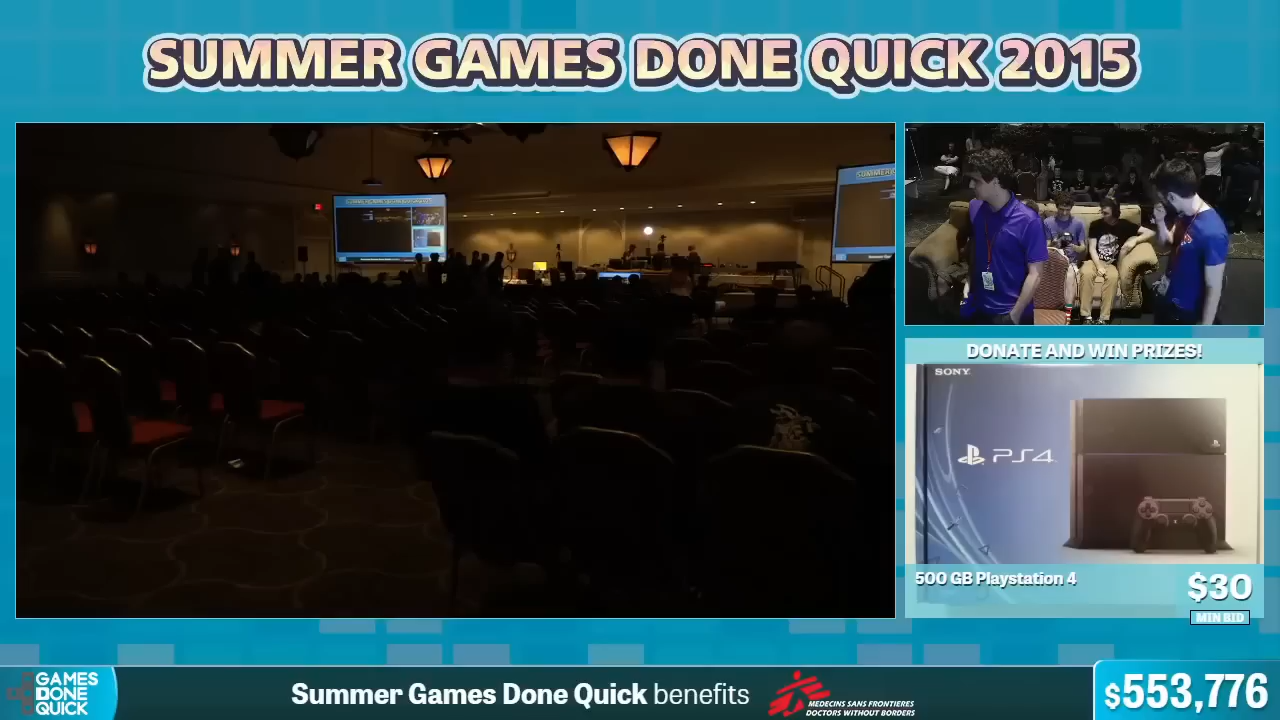 SUMMER GAMES DONE QUICK 2015
DONATE AND WIN PRIZES!
SONY
PS4
500 GB Playstation 4
$30
MIN BID
GAMES
DONE
QUICK
Summer Games Done Quick benefits
MEDECINS SANS FRONTIERES
DOCTORS WITHOUT BORDERS
$553,776